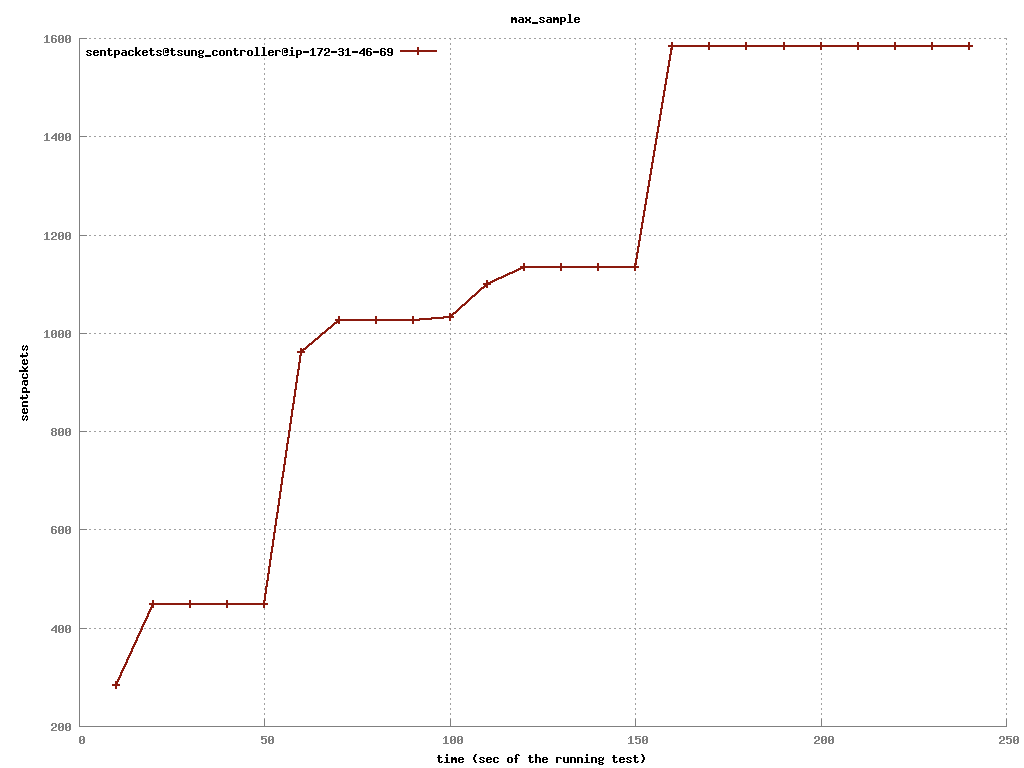 max_sample
1600
sentpackets@tsung_controller@ip-172-31-46-69
1400
1200
1000
800
600
400
200
sentpackets
0 50 100 150 200 250
time (sec of the running test)